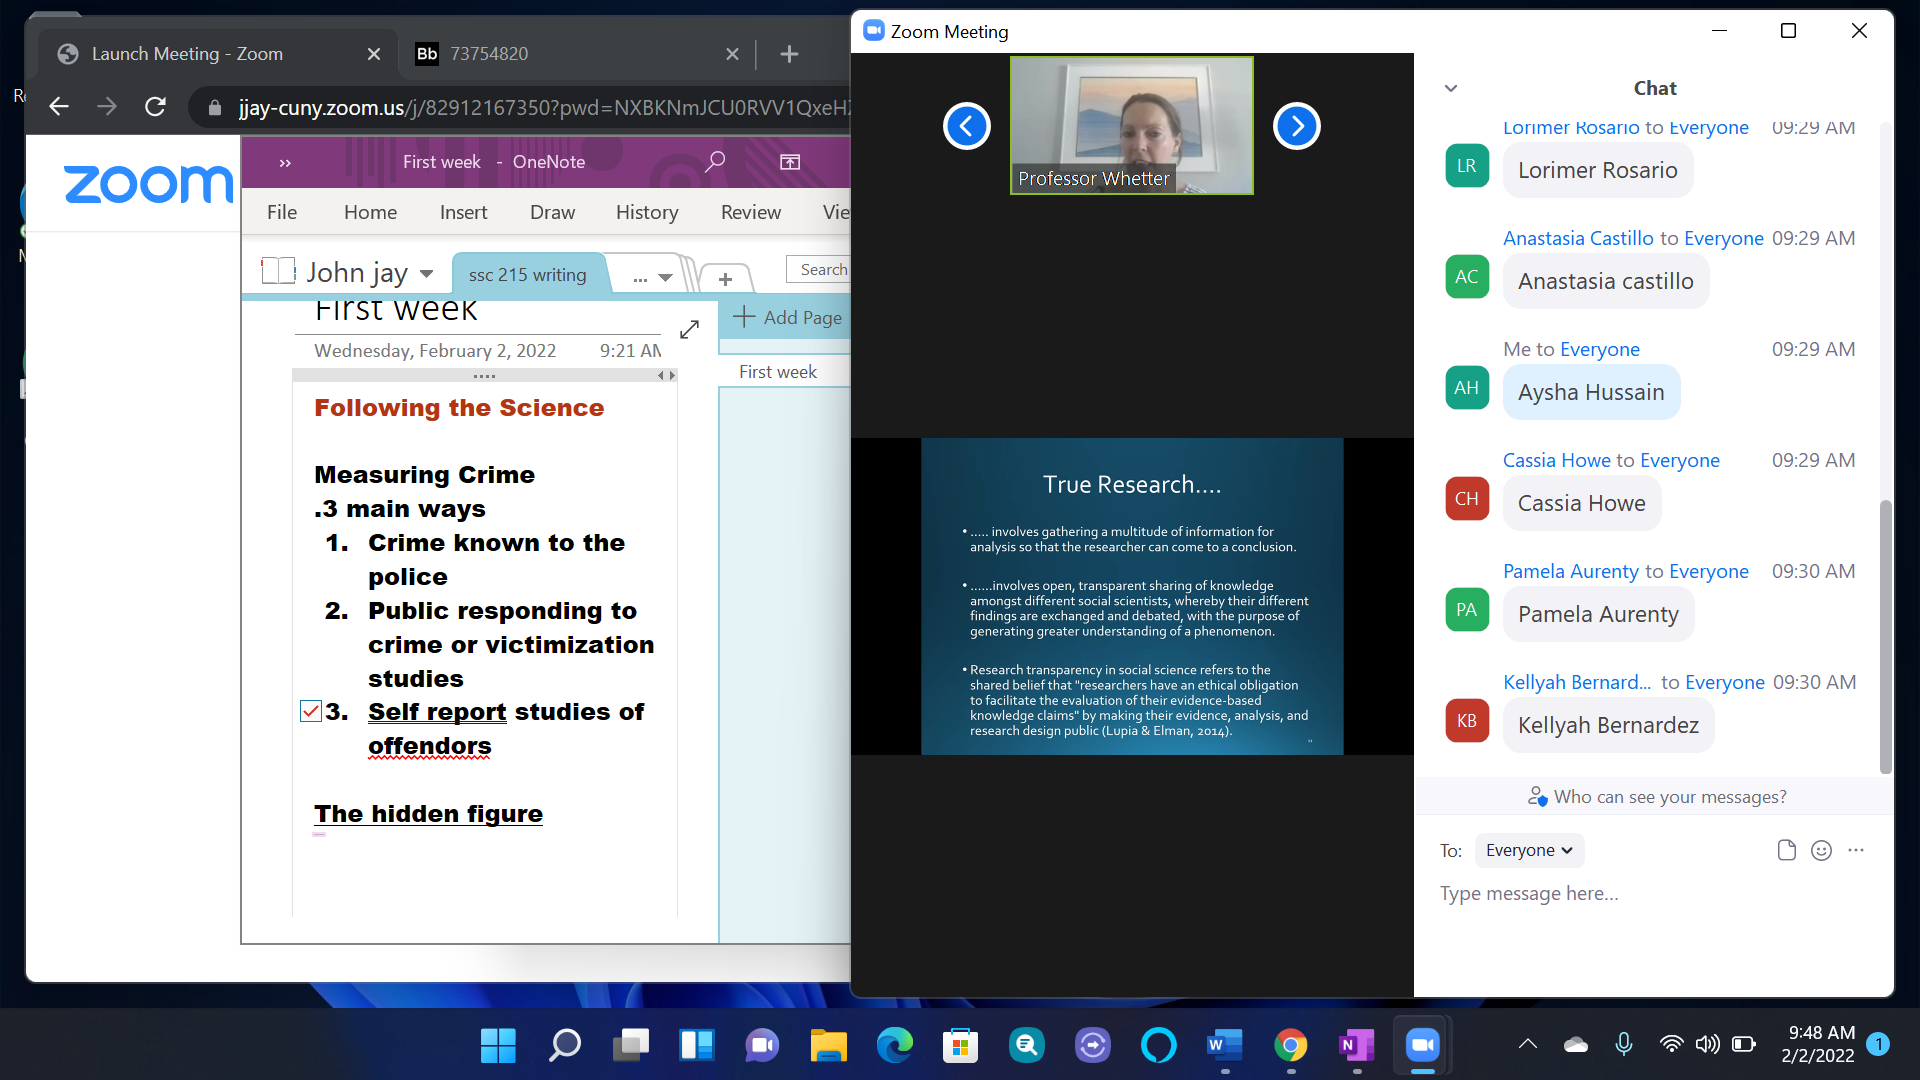 Launch Meeting - Zoom
Bb 73754820
jjay-cuny.zoom.us/j/82912167350?pwd=NXBKNmJCU0RVV1QxeHZ
zoom
First week - OneNote
File Home Insert Draw History Review Vie
John jay
ssc 215 writing
...
Search
First week
Add Page
Wednesday, February 2, 2022 9:21 AM
First week
Following the Science
Measuring Crime
.3 main ways
1. Crime known to the
police
2. Public responding to
crime or victimization
studies
3. Self report studies of
offendors
The hidden figure
Zoom Meeting
Professor Whetter
True Research....
• ..... involves gathering a multitude of information for
analysis so that the researcher can come to a conclusion.
• ......involves open, transparent sharing of knowledge
amongst different social scientists, whereby their different
findings are exchanged and debated, with the purpose of
generating greater understanding of a phenomenon.
• Research transparency in social science refers to the
shared belief that "researchers have an ethical obligation
to facilitate the evaluation of their evidence-based
knowledge claims" by making their evidence, analysis, and
research design public (Lupia & Elman, 2014).
"
Chat
Lorimer Rosario to Everyone 09:29 AM
LR
Lorimer Rosario
Anastasia Castillo to Everyone 09:29 AM
AC
Anastasia castillo
Me to Everyone 09:29 AM
AH
Aysha Hussain
Cassia Howe to Everyone 09:29 AM
CH
Cassia Howe
Pamela Aurenty to Everyone 09:30 AM
PA
Pamela Aurenty
Kellyah Bernard... to Everyone 09:30 AM
KB
Kellyah Bernardez
Who can see your messages?
To: Everyone
Type message here...
9:48 AM
2/2/2022
1